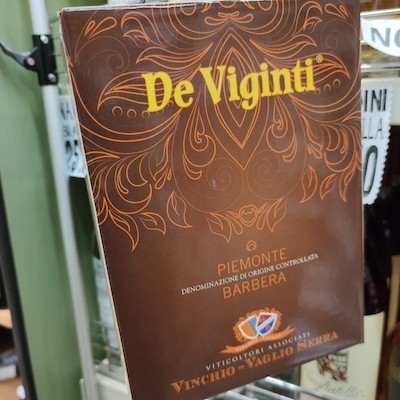 De Viginti®
PIEMONTE
DENOMINAZIONE DI ORIGINE CONTROLLATA
BARBERA
VITICOLTORI ASSOCIATI
VINCHIO - VAGLIO SERRA